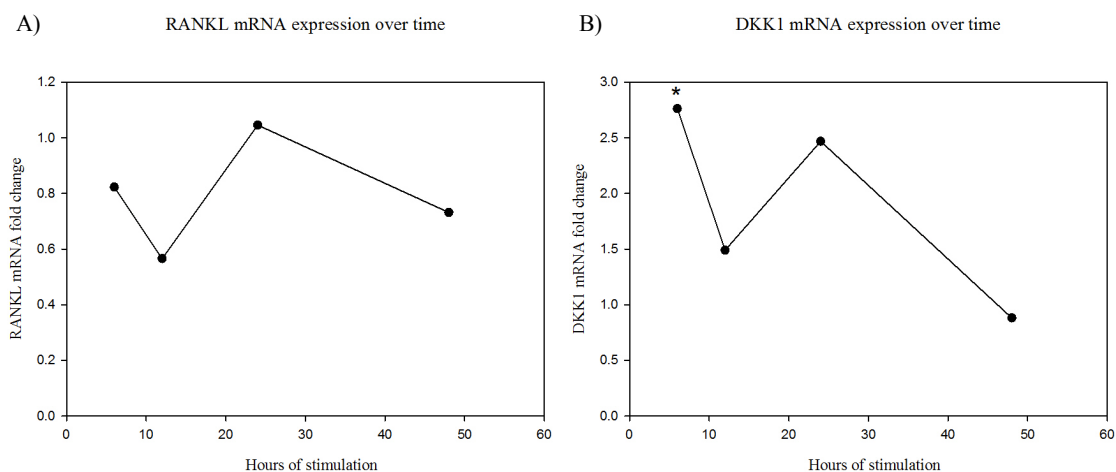 A)
RANKL mRNA expression over time
RANKL mRNA fold change
1.2
1.0
0.8
0.6
0.4
0.2
0.0
0 10 20 30 40 50 60
Hours of stimulation
B)
DKK1 mRNA expression over time
DKK1 mRNA fold change
3.0
2.5
2.0
1.5
1.0
0.5
0.0
*
0 10 20 30 40 50 60
Hours of stimulation